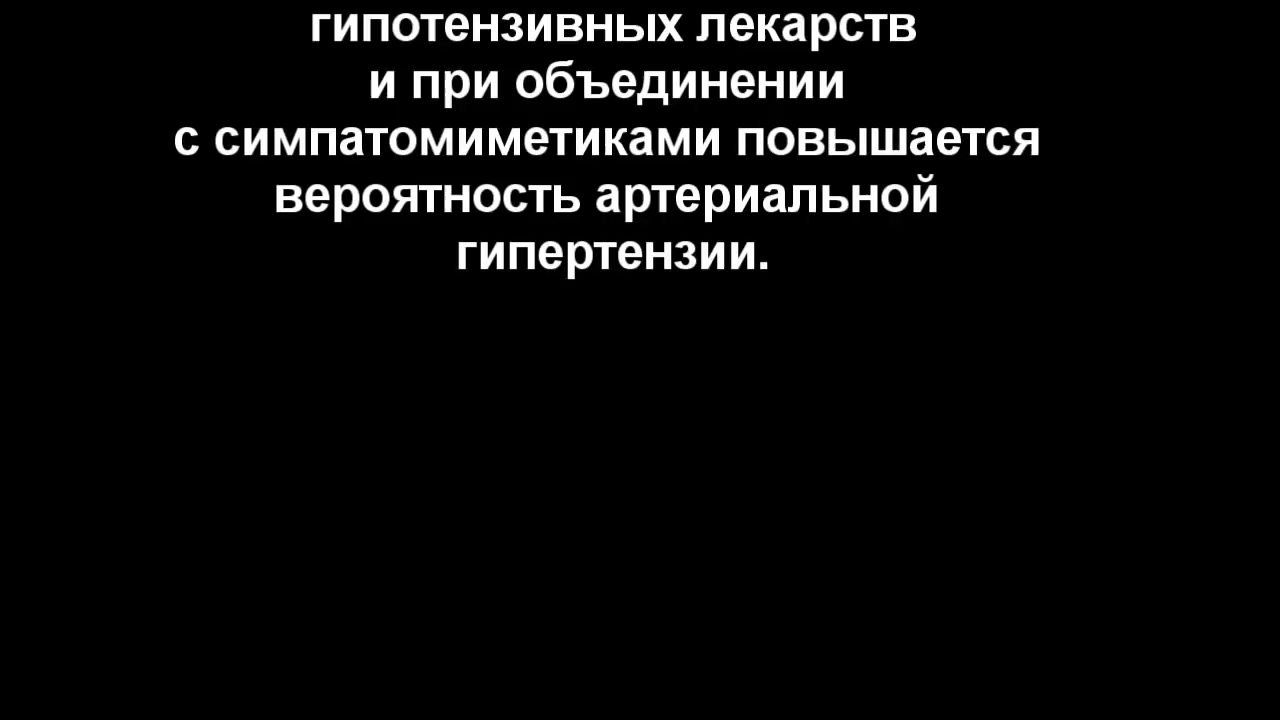 гипотензивных лекарств
и при объединении
с симпатомиметиками повышается
вероятность артериальной
гипертензии.